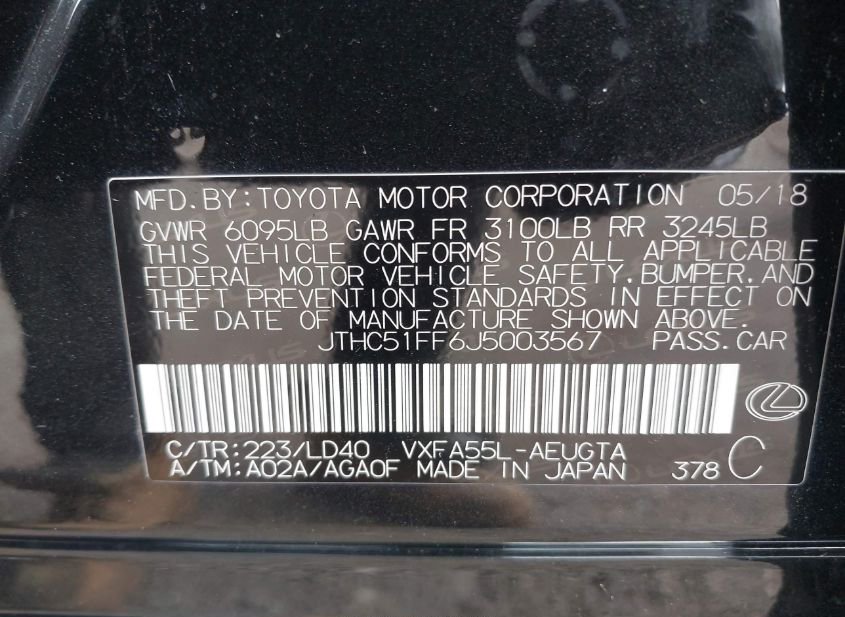 MFD.BY:TOYOTA MOTOR CORPORATION 05/18
GVWR 6095LB GAWR FR 3100LB RR 3245LB
THIS VEHICLE CONFORMS TO ALL APPLICABLE
FEDERAL MOTOR VEHICLE SAFETY,BUMPER,AND
THEFT PREVENTION STANDARDS IN EFFECT ON
THE DATE OF MANUFACTURE SHOWN ABOVE.
JTHC51FF6J5003567 PASS.CAR
C/TR:223/LD40 VXFA55L-AEUGTA
A/TM:A02A/AGA0F MADE IN JAPAN 378 C